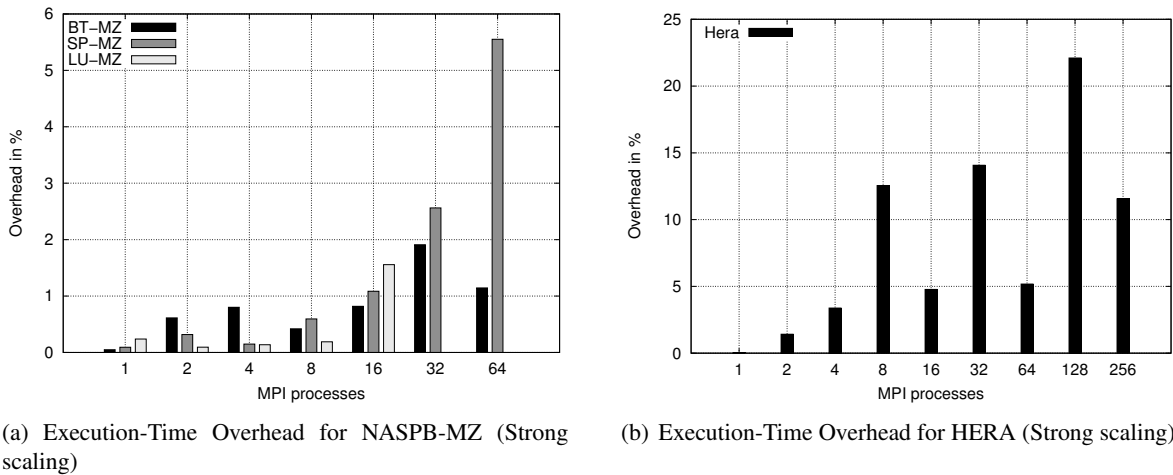 6
5
4
3
2
1
0
Overhead in %
BT-MZ
SP-MZ
LU-MZ
1 2 4 8 16 32 64
MPI processes
(a) Execution-Time Overhead for NASPB-MZ (Strong
scaling)
25
20
15
10
5
0
Overhead in %
Hera
1 2 4 8 16 32 64 128 256
MPI processes
(b) Execution-Time Overhead for HERA (Strong scaling)